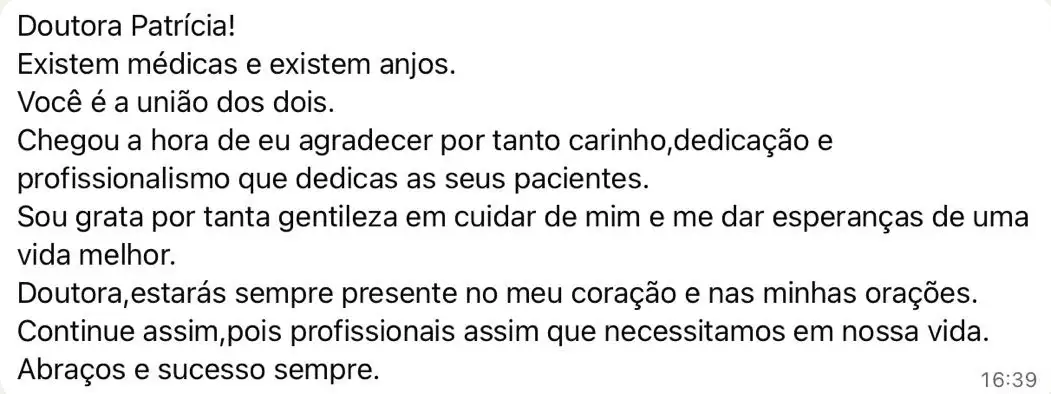 Doutora Patrícia!
Existem médicas e existem anjos.
Você é a união dos dois.
Chegou a hora de eu agradecer por tanto carinho,dedicação e
profissionalismo que dedicas as seus pacientes.
Sou grata por tanta gentileza em cuidar de mim e me dar esperanças de uma
vida melhor.
Doutora,estarás sempre presente no meu coração e nas minhas orações.
Continue assim,pois profissionais assim que necessitamos em nossa vida.
Abraços e sucesso sempre.
16:39